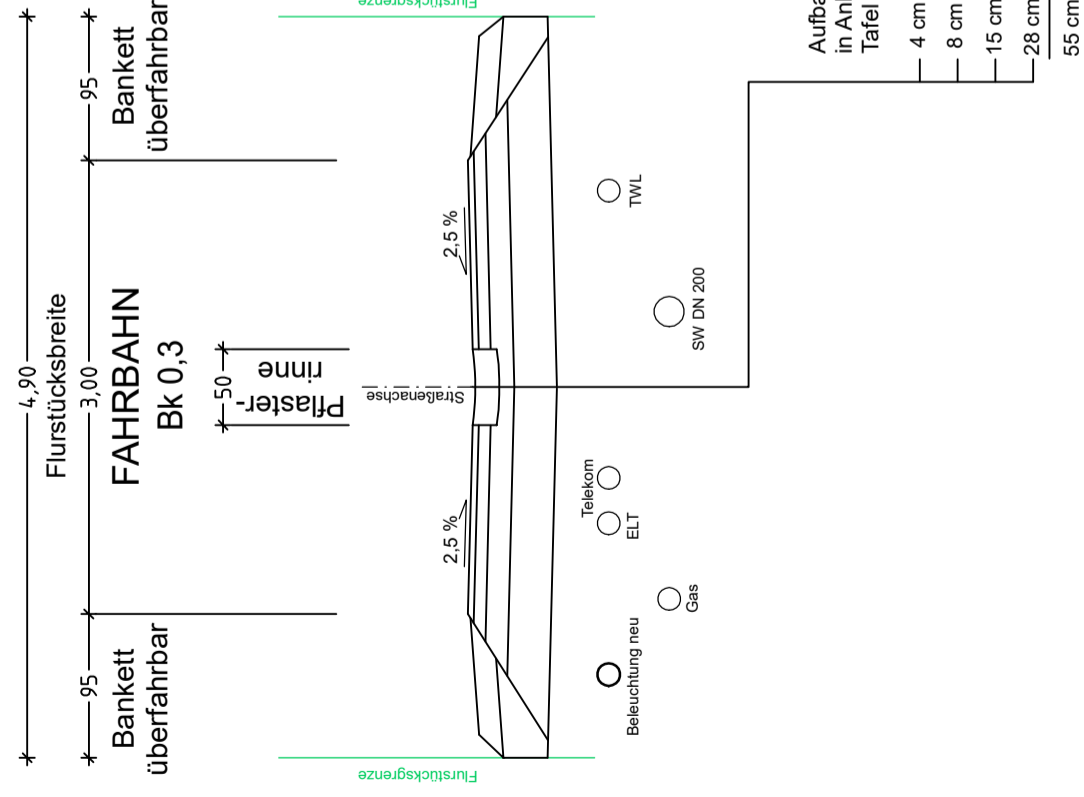 4,90
Flurstücksbreite
95
3,00
95
Bankett
überfahrbar
FAHRBAHN
Bk 0,3
Bankett
überfahrbar
50
Pflaster-
rinne
Flurstücksgrenze
Straßenachse
Flurstücksgrenze
2,5 %
2,5 %
Beleuchtung neu
Gas
ELT
Telekom
SW DN 200
TWL
in
Tafel
4 cm
8 cm
15 cm
28 cm
55 cm